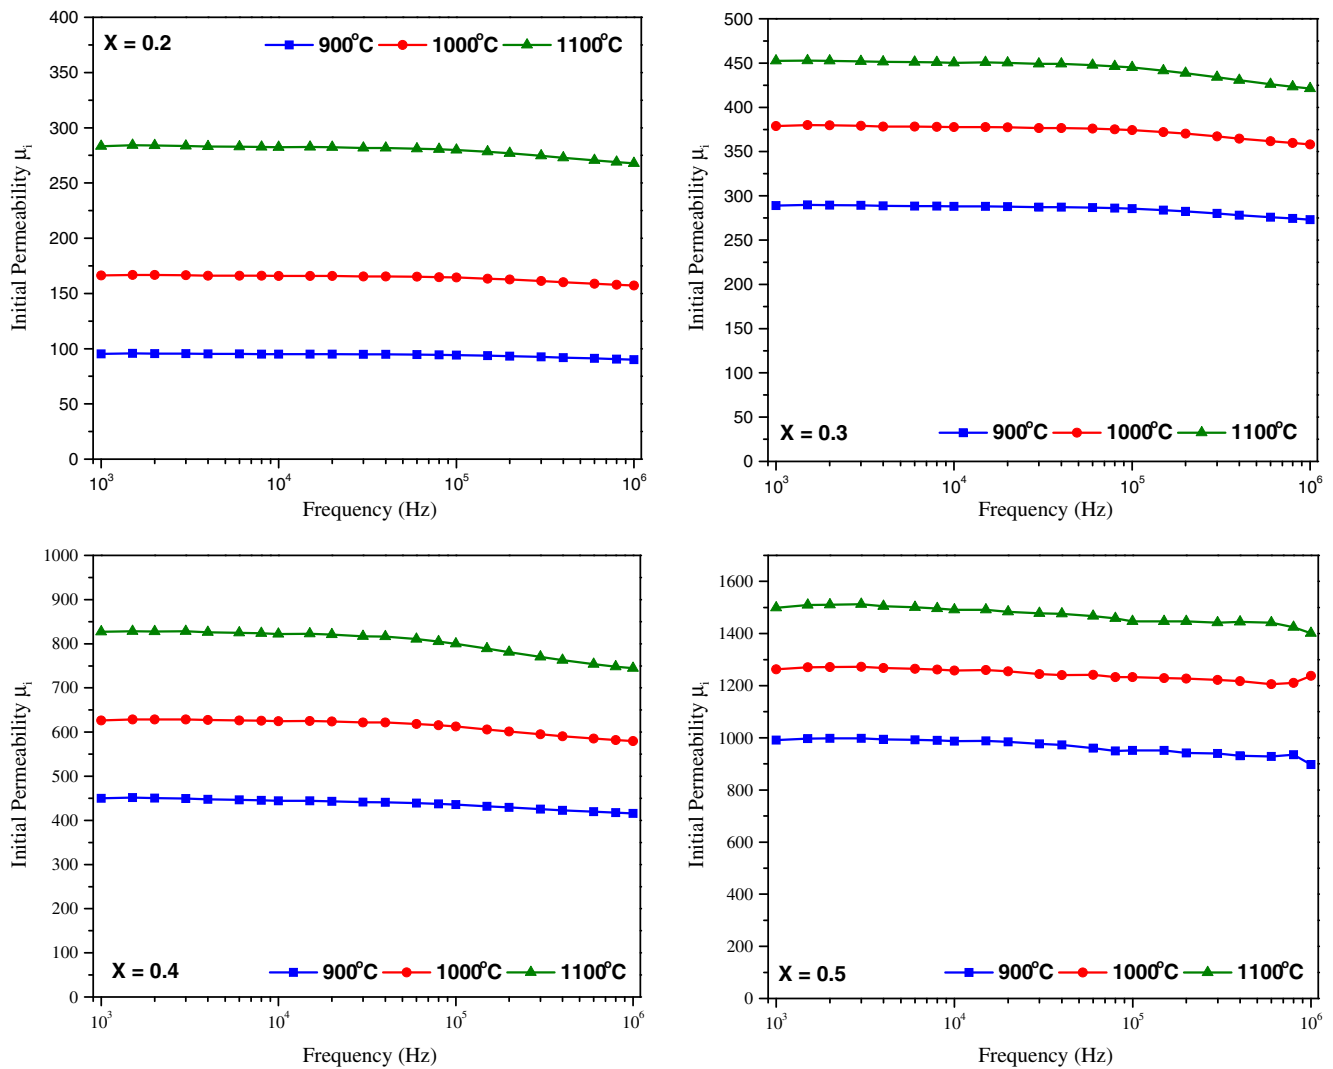 X = 0.2 900°C 1000°C 1100°C
400
350
300
250
200
150
100
50
0
Initial Permeability μi
10³ 10⁴ 10⁵ 10⁶
Frequency (Hz)
500
450
400
350
300
250
200
150
100
50
0
Initial Permeability μi
X = 0.3 900°C 1000°C 1100°C
10³ 10⁴ 10⁵ 10⁶
Frequency (Hz)
1000
900
800
700
600
500
400
300
200
100
0
Initial Permeability μi
X = 0.4 900°C 1000°C 1100°C
10³ 10⁴ 10⁵ 10⁶
Frequency (Hz)
1600
1400
1200
1000
800
600
400
200
0
Initial Permeability μi
X = 0.5 900°C 1000°C 1100°C
10³ 10⁴ 10⁵ 10⁶
Frequency (Hz)